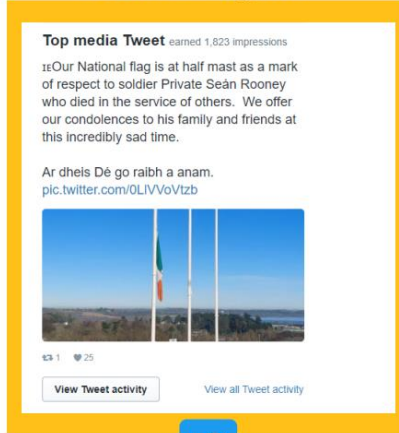 Top media Tweet earned 1,823 impressions
ɪᴇOur National flag is at half mast as a mark
of respect to soldier Private Seán Rooney
who died in the service of others. We offer
our condolences to his family and friends at
this incredibly sad time.
Ar dheis Dé go raibh a anam.
pic.twitter.com/0LlVVoVtzb
1 25
View Tweet activity View all Tweet activity